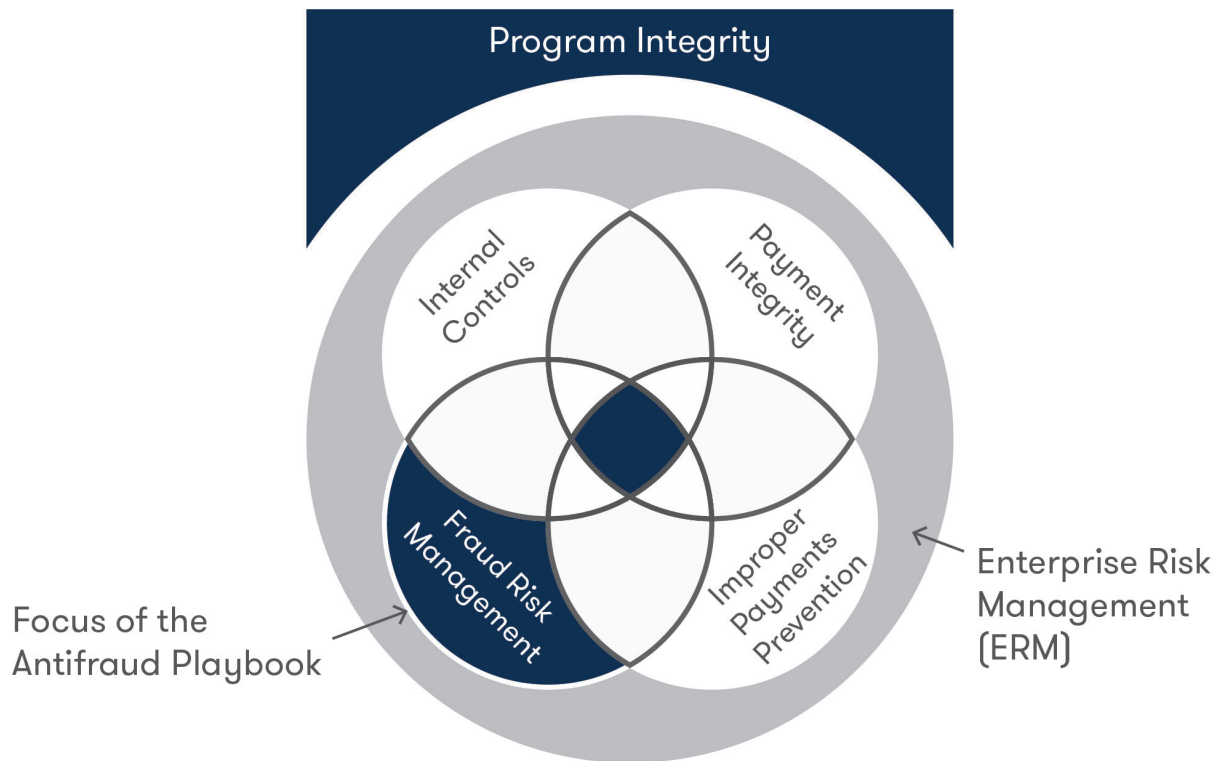 Program Integrity
Internal
Controls
Payment
Integrity
Fraud Risk
Management
Improper
Payments
Prevention
Focus of the
Antifraud Playbook
Enterprise Risk
Management
(ERM)